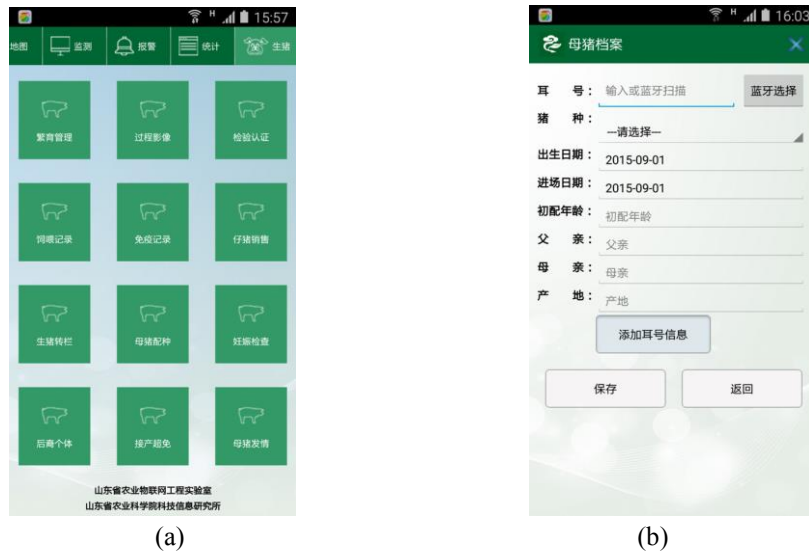 H 15:57
地图 监测 报警 统计 生猪
繁育管理 过程影像 检验认证
饲喂记录 免疫记录 仔猪销售
生猪转栏 母猪配种 妊娠检查
后裔个体 接产超免 母猪发情
山东省农业物联网工程实验室
山东省农业科学院科技信息研究所
(a)
H 16:03
母猪档案
耳 号： 输入或蓝牙扫描 蓝牙选择
猪 种： ---请选择---
出生日期： 2015-09-01
进场日期： 2015-09-01
初配年龄： 初配年龄
父 亲： 父亲
母 亲： 母亲
产 地： 产地
添加耳号信息
保存 返回
(b)